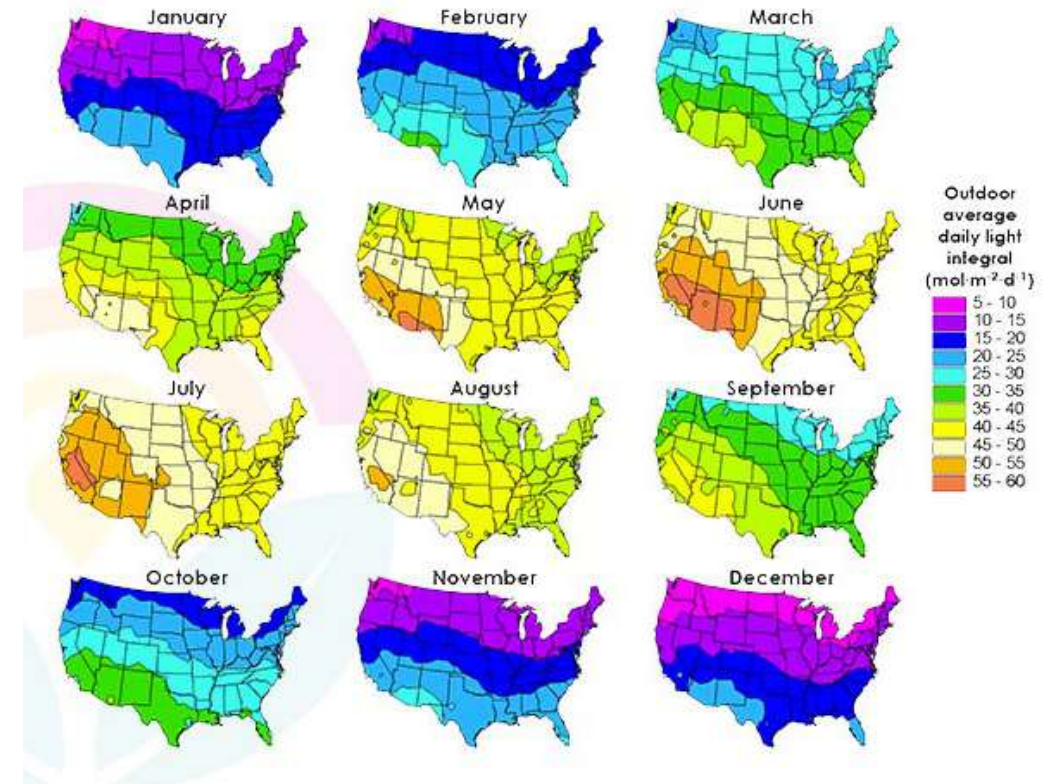 January
February
March
April
May
June
July
August
September
October
November
December
Outdoor
average
daily light
integral
(mol·m⁻²·d⁻¹)
5 - 10
10 - 15
15 - 20
20 - 25
25 - 30
30 - 35
35 - 40
40 - 45
45 - 50
50 - 55
55 - 60